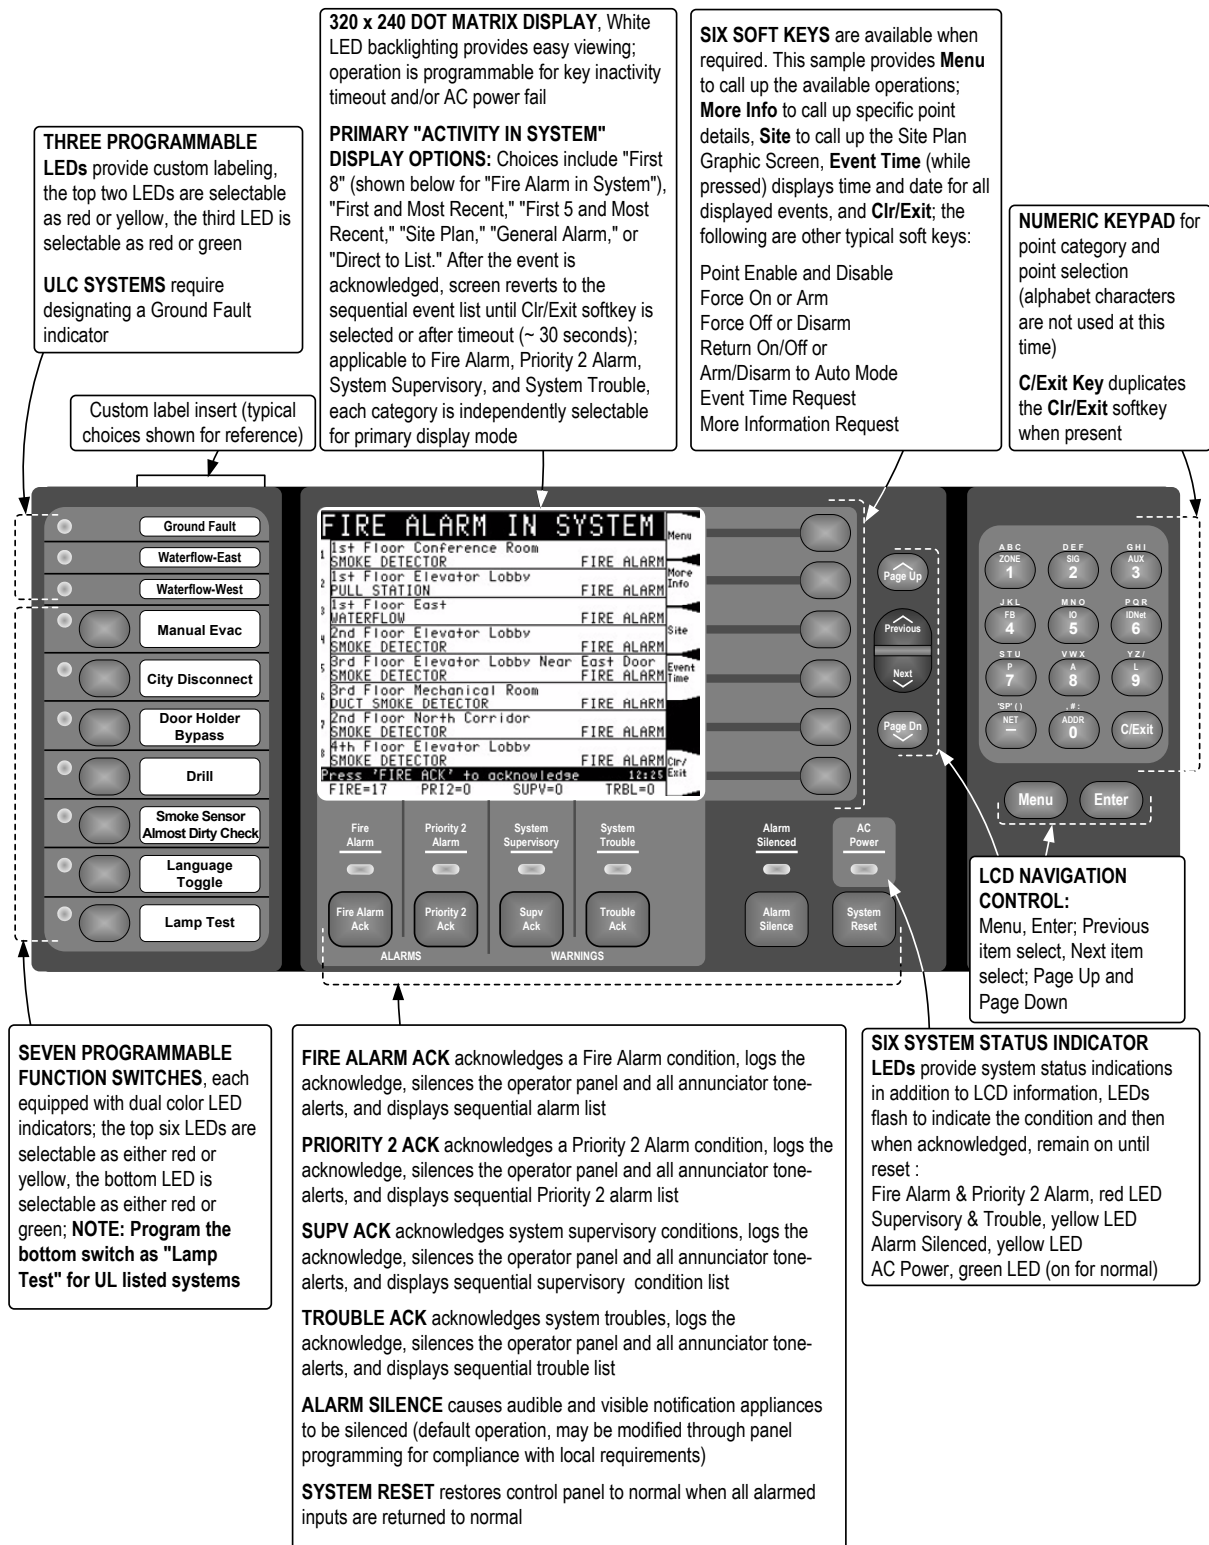 320 x 240 DOT MATRIX DISPLAY, White
LED backlighting provides easy viewing;
operation is programmable for key inactivity
timeout and/or AC power fail
PRIMARY "ACTIVITY IN SYSTEM"
DISPLAY OPTIONS: Choices include "First
8" (shown below for "Fire Alarm in System"),
"First and Most Recent," "First 5 and Most
Recent," "Site Plan," "General Alarm," or
"Direct to List." After the event is
acknowledged, screen reverts to the
sequential event list until Clr/Exit softkey is
selected or after timeout (~ 30 seconds);
applicable to Fire Alarm, Priority 2 Alarm,
System Supervisory, and System Trouble,
each category is independently selectable
for primary display mode
SIX SOFT KEYS are available when
required. This sample provides Menu
to call up the available operations;
More Info to call up specific point
details, Site to call up the Site Plan
Graphic Screen, Event Time (while
pressed) displays time and date for all
displayed events, and Clr/Exit; the
following are other typical soft keys:
Point Enable and Disable
Force On or Arm
Force Off or Disarm
Return On/Off or
Arm/Disarm to Auto Mode
Event Time Request
More Information Request
THREE PROGRAMMABLE
LEDs provide custom labeling,
the top two LEDs are selectable
as red or yellow, the third LED is
selectable as red or green
ULC SYSTEMS require
designating a Ground Fault
indicator
NUMERIC KEYPAD for
point category and
point selection
(alphabet characters
are not used at this
time)
C/Exit Key duplicates
the Clr/Exit softkey
when present
Custom label insert (typical
choices shown for reference)
Ground Fault
Waterflow-East
Waterflow-West
Manual Evac
City Disconnect
Door Holder
Bypass
Drill
Smoke Sensor
Almost Dirty Check
Language
Toggle
Lamp Test
FIRE ALARM IN SYSTEM
1 1st Floor Conference Room
SMOKE DETECTOR FIRE ALARM
2 1st Floor Elevator Lobby
PULL STATION FIRE ALARM
3 1st Floor East
WATERFLOW FIRE ALARM
4 2nd Floor Elevator Lobby
SMOKE DETECTOR FIRE ALARM
5 3rd Floor Elevator Lobby Near East Door
SMOKE DETECTOR FIRE ALARM
6 3rd Floor Mechanical Room
DUCT SMOKE DETECTOR FIRE ALARM
7 2nd Floor North Corridor
SMOKE DETECTOR FIRE ALARM
8 4th Floor Elevator Lobby
SMOKE DETECTOR FIRE ALARM
Press 'FIRE ACK' to acknowledge 12:25
FIRE=17 PRI2=0 SUPV=0 TRBL=0
Menu
More
Info
Site
Event
Time
Clr/
Exit
Page Up
Previous
Next
Page Dn
A B C D E F G H I
ZONE SIG AUX
1 2 3
J K L M N O P Q R
FB IO IDNet
4 5 6
S T U V W X Y Z /
P A L
7 8 9
'SP' ( ) , # :
NET ADDR
– 0 C/Exit
Menu Enter
Fire
Alarm
Priority 2
Alarm
System
Supervisory
System
Trouble
Alarm
Silenced
AC
Power
Fire Alarm
Ack
Priority 2
Ack
Supv
Ack
Trouble
Ack
Alarm
Silence
System
Reset
ALARMS WARNINGS
LCD NAVIGATION
CONTROL:
Menu, Enter; Previous
item select, Next item
select; Page Up and
Page Down
SEVEN PROGRAMMABLE
FUNCTION SWITCHES, each
equipped with dual color LED
indicators; the top six LEDs are
selectable as either red or
yellow, the bottom LED is
selectable as either red or
green; NOTE: Program the
bottom switch as "Lamp
Test" for UL listed systems
FIRE ALARM ACK acknowledges a Fire Alarm condition, logs the
acknowledge, silences the operator panel and all annunciator tone-
alerts, and displays sequential alarm list
PRIORITY 2 ACK acknowledges a Priority 2 Alarm condition, logs the
acknowledge, silences the operator panel and all annunciator tone-
alerts, and displays sequential Priority 2 alarm list
SUPV ACK acknowledges system supervisory conditions, logs the
acknowledge, silences the operator panel and all annunciator tone-
alerts, and displays sequential supervisory condition list
TROUBLE ACK acknowledges system troubles, logs the
acknowledge, silences the operator panel and all annunciator tone-
alerts, and displays sequential trouble list
ALARM SILENCE causes audible and visible notification appliances
to be silenced (default operation, may be modified through panel
programming for compliance with local requirements)
SYSTEM RESET restores control panel to normal when all alarmed
inputs are returned to normal
SIX SYSTEM STATUS INDICATOR
LEDs provide system status indications
in addition to LCD information, LEDs
flash to indicate the condition and then
when acknowledged, remain on until
reset :
Fire Alarm & Priority 2 Alarm, red LED
Supervisory & Trouble, yellow LED
Alarm Silenced, yellow LED
AC Power, green LED (on for normal)